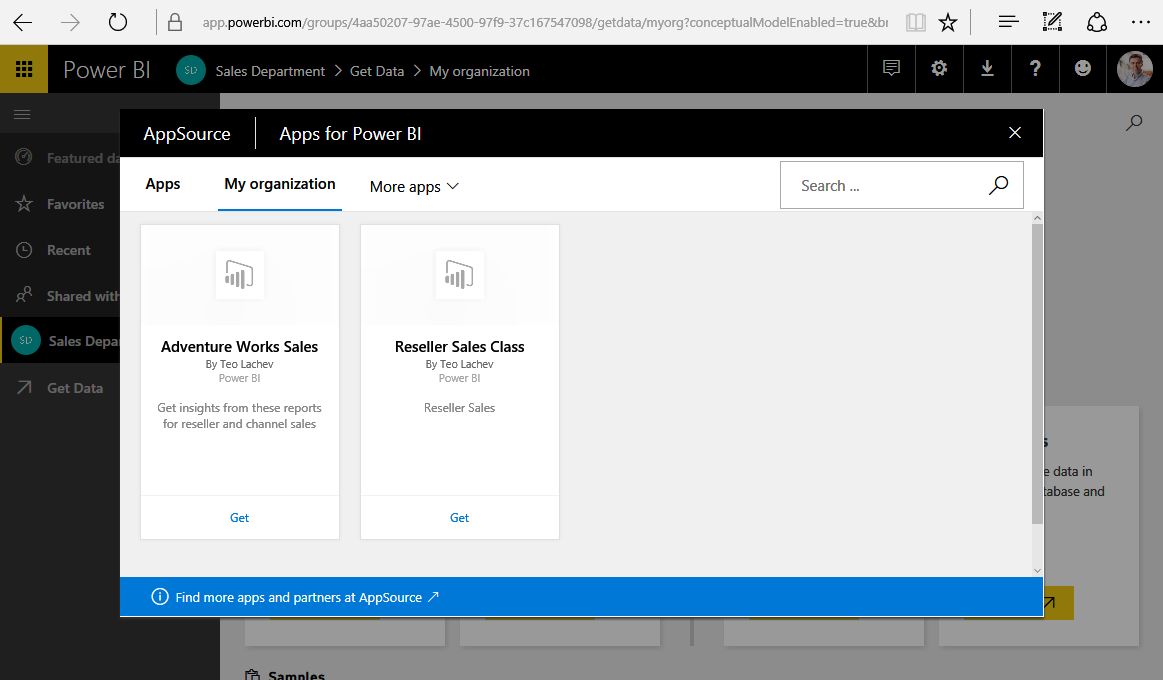 app.powerbi.com/groups/4aa50207-97ae-4500-97f9-37c167547098/getdata/myorg?conceptualModelEnabled=true&br
Power BI
SD
Sales Department > Get Data > My organization
?
AppSource
Apps for Power BI
Apps
My organization
More apps
Search ...
Featured da
Favorites
Recent
Shared with
SD
Sales Depar
Get Data
Adventure Works Sales
By Teo Lachev
Power BI
Get insights from these reports
for reseller and channel sales
Get
Reseller Sales Class
By Teo Lachev
Power BI
Reseller Sales
Get
s
e data in
tabase and
Find more apps and partners at AppSource
Samples